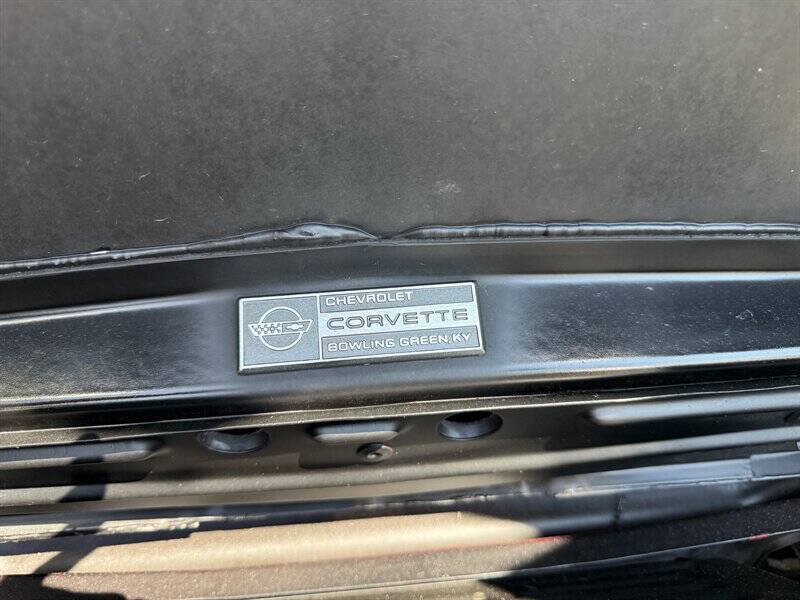 CHEVROLET
CORVETTE
BOWLING GREEN, KY